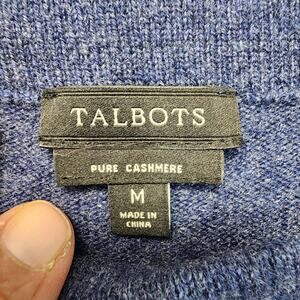 TALBOTS
PURE CASHMERE
M
MADE IN
CHINA